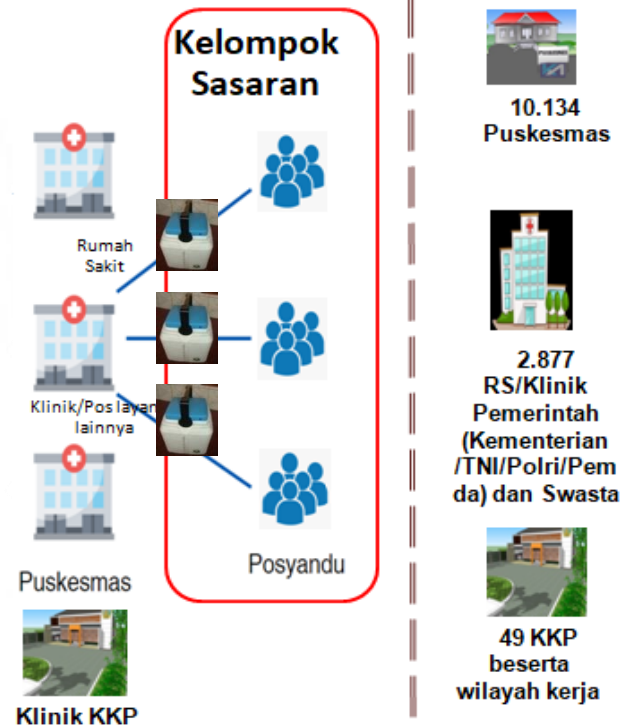 Kelompok
Sasaran
Rumah
Sakit
Klinik/Pos layan
lainnya
Puskesmas
Posyandu
Klinik KKP
10.134
Puskesmas
2.877
RS/Klinik
Pemerintah
(Kementerian
/TNI/Polri/Pem
da) dan Swasta
49 KKP
beserta
wilayah kerja